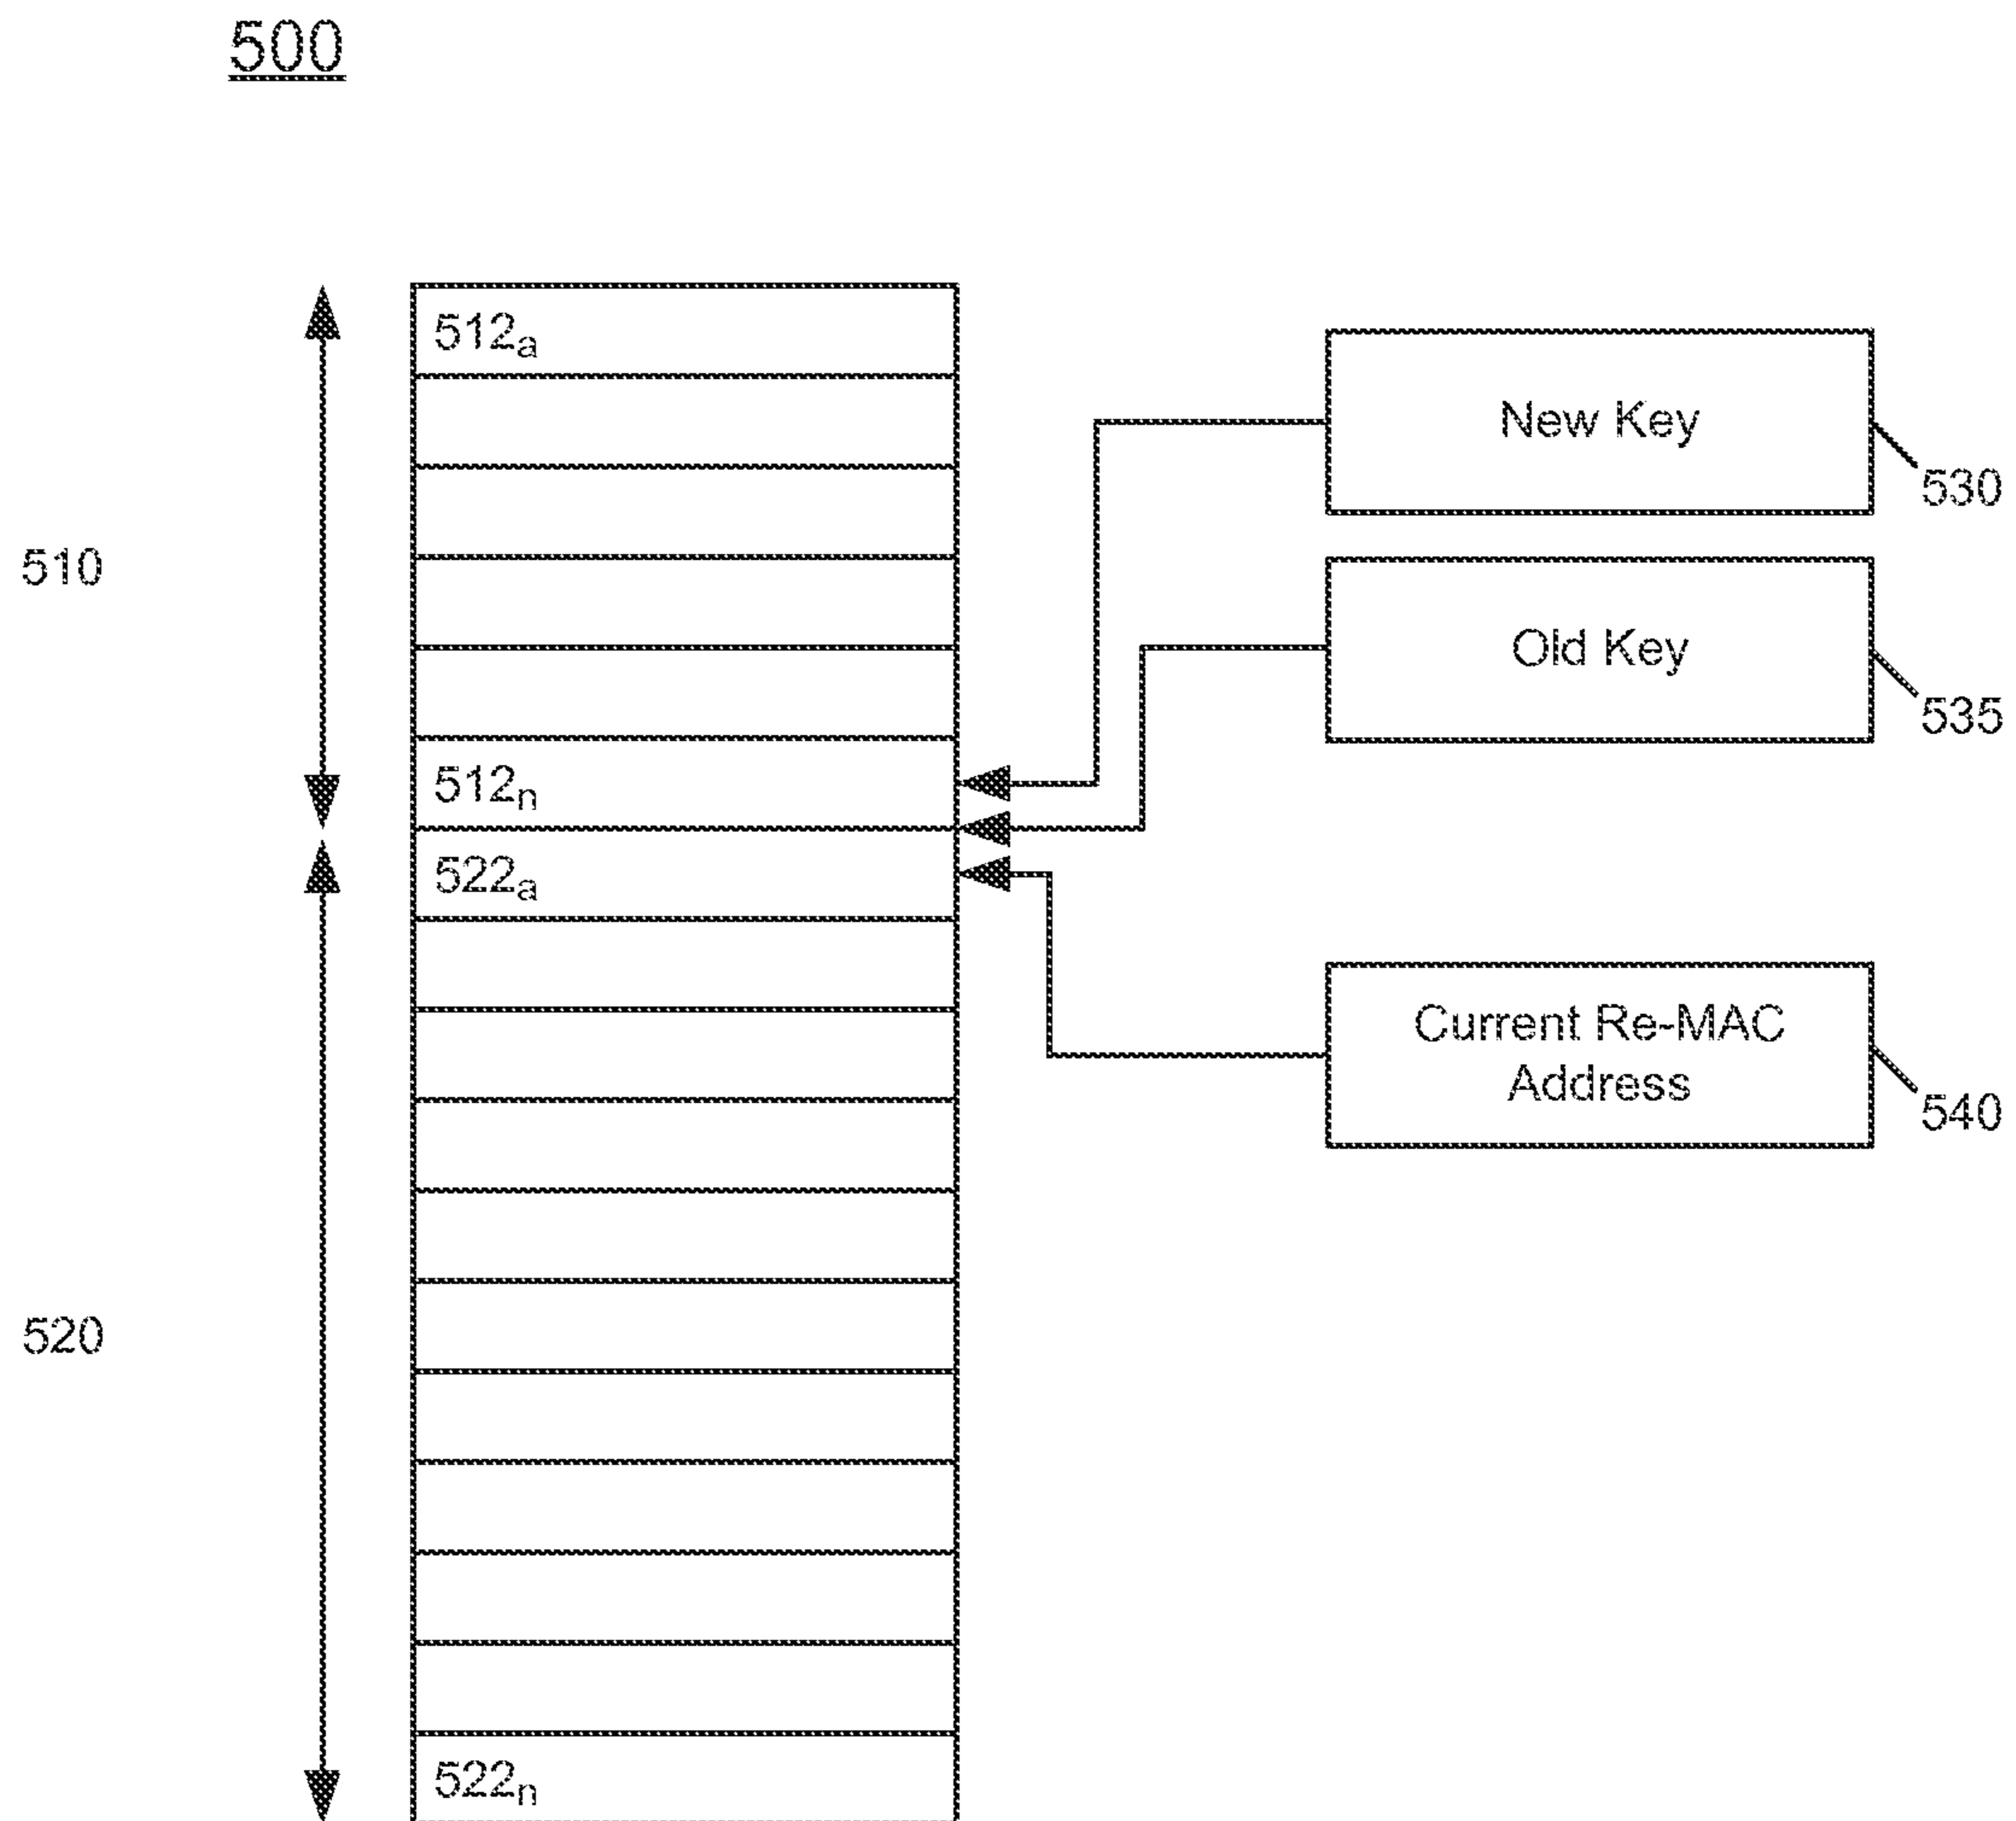 500
512a
New Key
530
510
Old Key
535
512n
522a
Current Re-MAC
Address
540
520
522n